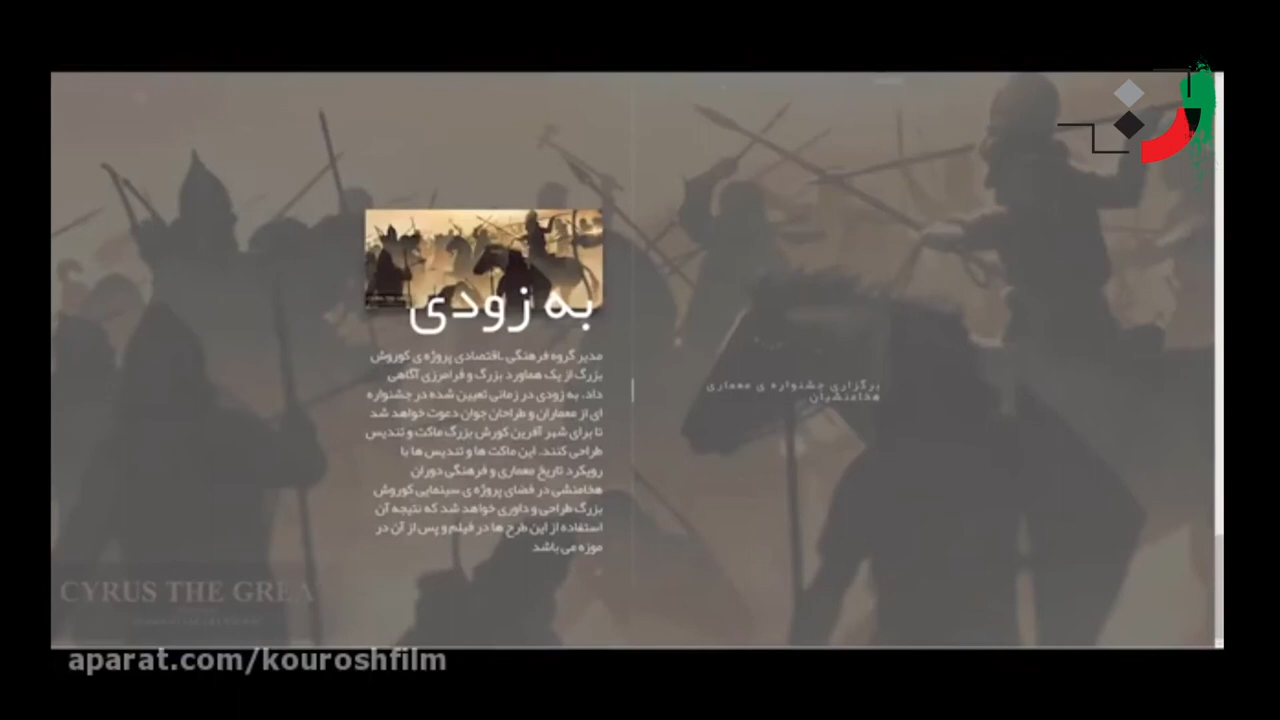 به زودی
مدیر گروه فرهنگی ـاقتصادی پروژه ی کوروش
بزرگ از یک هماورد بزرگ و فرامرزی آگاهی
داد. به زودی در زمانی تعیین شده در جشنواره
ای از معماران و طراحان جوان دعوت خواهد شد
تا برای شهر آفرین کورش بزرگ ماکت و تندیس
طراحی کنند. این ماکت ها و تندیس ها با
رویکرد تاریخ معماری و فرهنگی دوران
هخامنشی در فضای پروژه ی سینمایی کوروش
بزرگ طراحی و داوری خواهد شد که نتیجه آن
استفاده از این طرح ها در فیلم و پس از آن در
موزه می باشد
برگزاری جشنواره ی معماری
هخامنشیان
CYRUS THE GREA
aparat.com/kouroshfilm